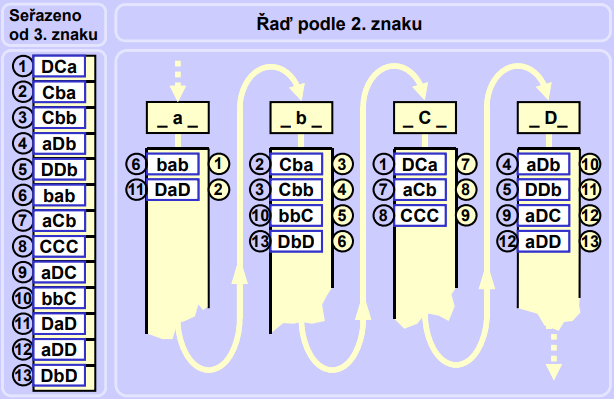 Seřazeno
od 3. znaku
Řaď podle 2. znaku
1 DCa
2 Cba
3 Cbb
4 aDb
5 DDb
6 bab
7 aCb
8 CCC
9 aDC
10 bbC
11 DaD
12 aDD
13 DbD
_ a _
6 bab 1
11 DaD 2
_ b _
2 Cba 3
3 Cbb 4
10 bbC 5
13 DbD 6
_ C _
1 DCa 7
7 aCb 8
8 CCC 9
_ D _
4 aDb 10
5 DDb 11
9 aDC 12
12 aDD 13